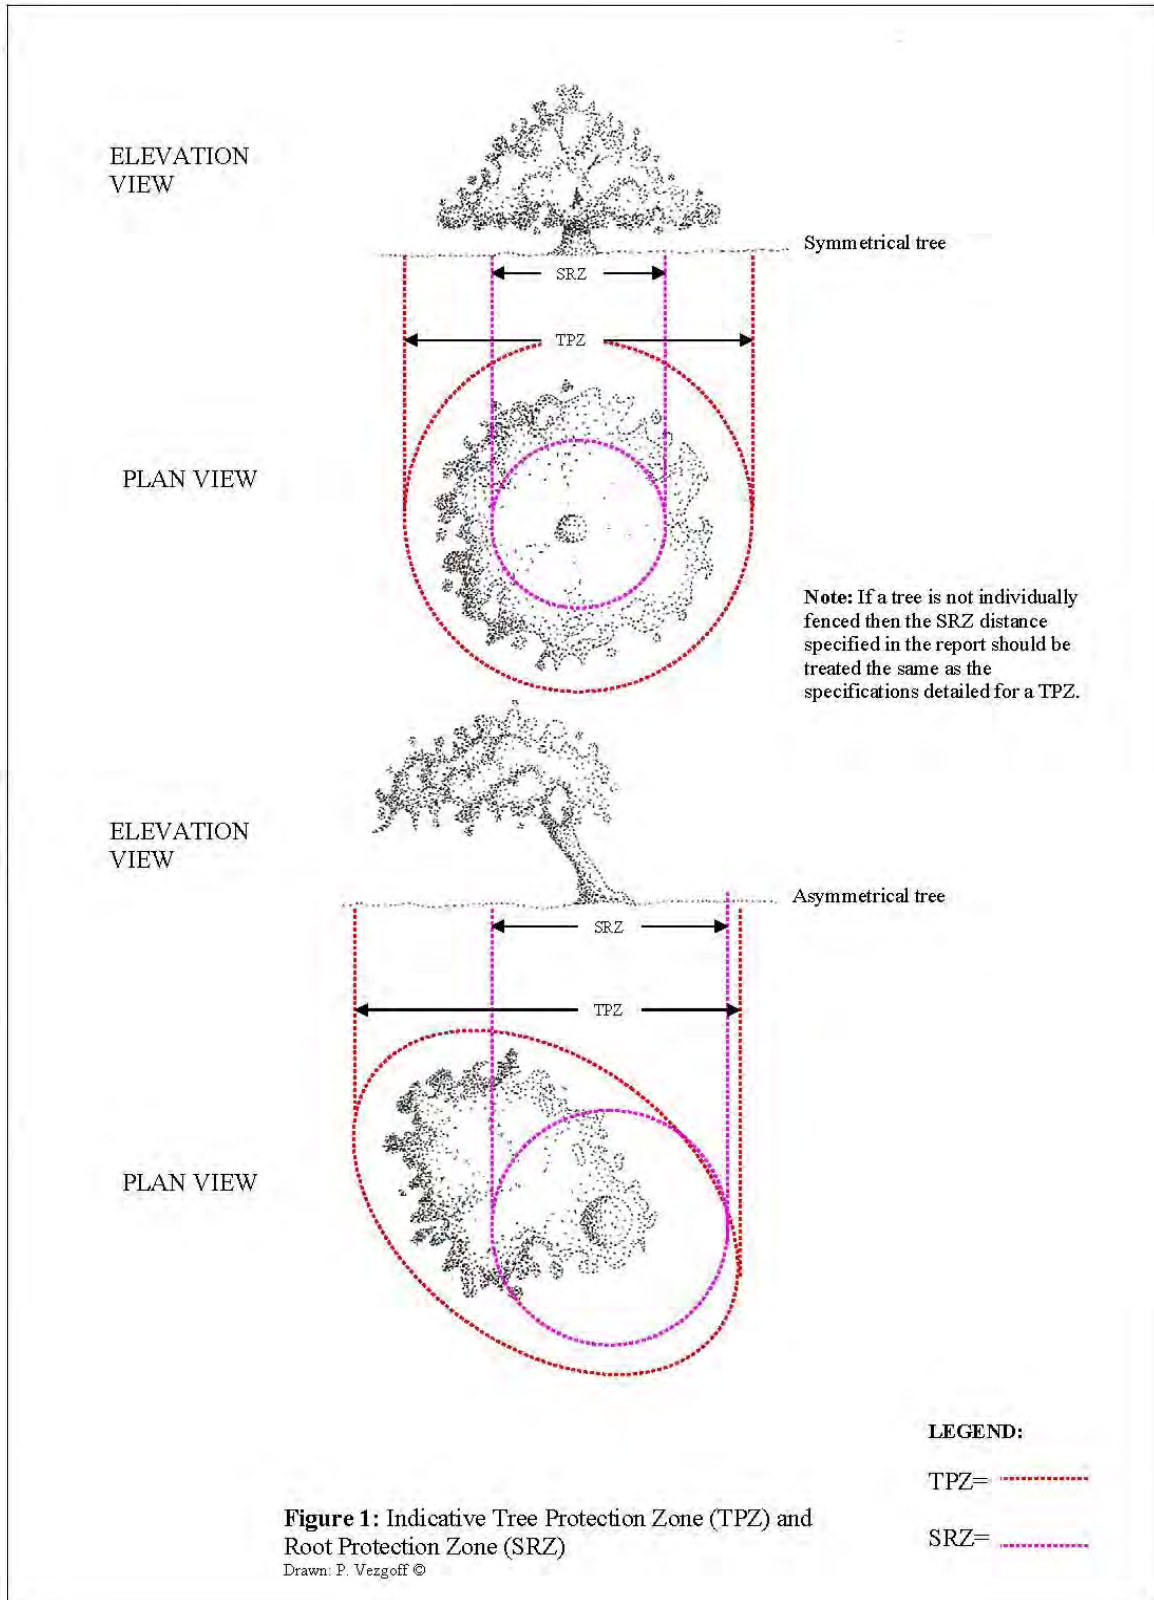 ELEVATION
VIEW
Symmetrical tree
SRZ
TPZ
PLAN VIEW
Note: If a tree is not individually
fenced then the SRZ distance
specified in the report should be
treated the same as the
specifications detailed for a TPZ.
ELEVATION
VIEW
Asymmetrical tree
SRZ
TPZ
PLAN VIEW
LEGEND:
TPZ=
SRZ=
Figure 1: Indicative Tree Protection Zone (TPZ) and
Root Protection Zone (SRZ)
Drawn: P. Vezgoff ©